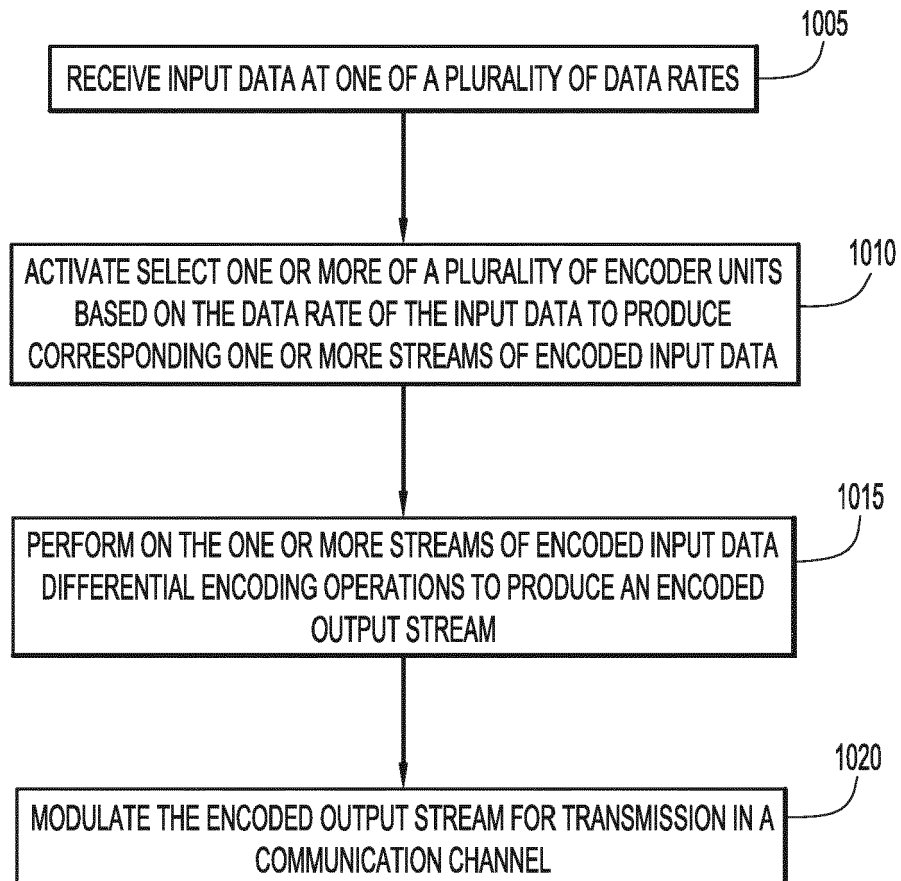 1005
RECEIVE INPUT DATA AT ONE OF A PLURALITY OF DATA RATES
1010
ACTIVATE SELECT ONE OR MORE OF A PLURALITY OF ENCODER UNITS
BASED ON THE DATA RATE OF THE INPUT DATA TO PRODUCE
CORRESPONDING ONE OR MORE STREAMS OF ENCODED INPUT DATA
1015
PERFORM ON THE ONE OR MORE STREAMS OF ENCODED INPUT DATA
DIFFERENTIAL ENCODING OPERATIONS TO PRODUCE AN ENCODED
OUTPUT STREAM
1020
MODULATE THE ENCODED OUTPUT STREAM FOR TRANSMISSION IN A
COMMUNICATION CHANNEL